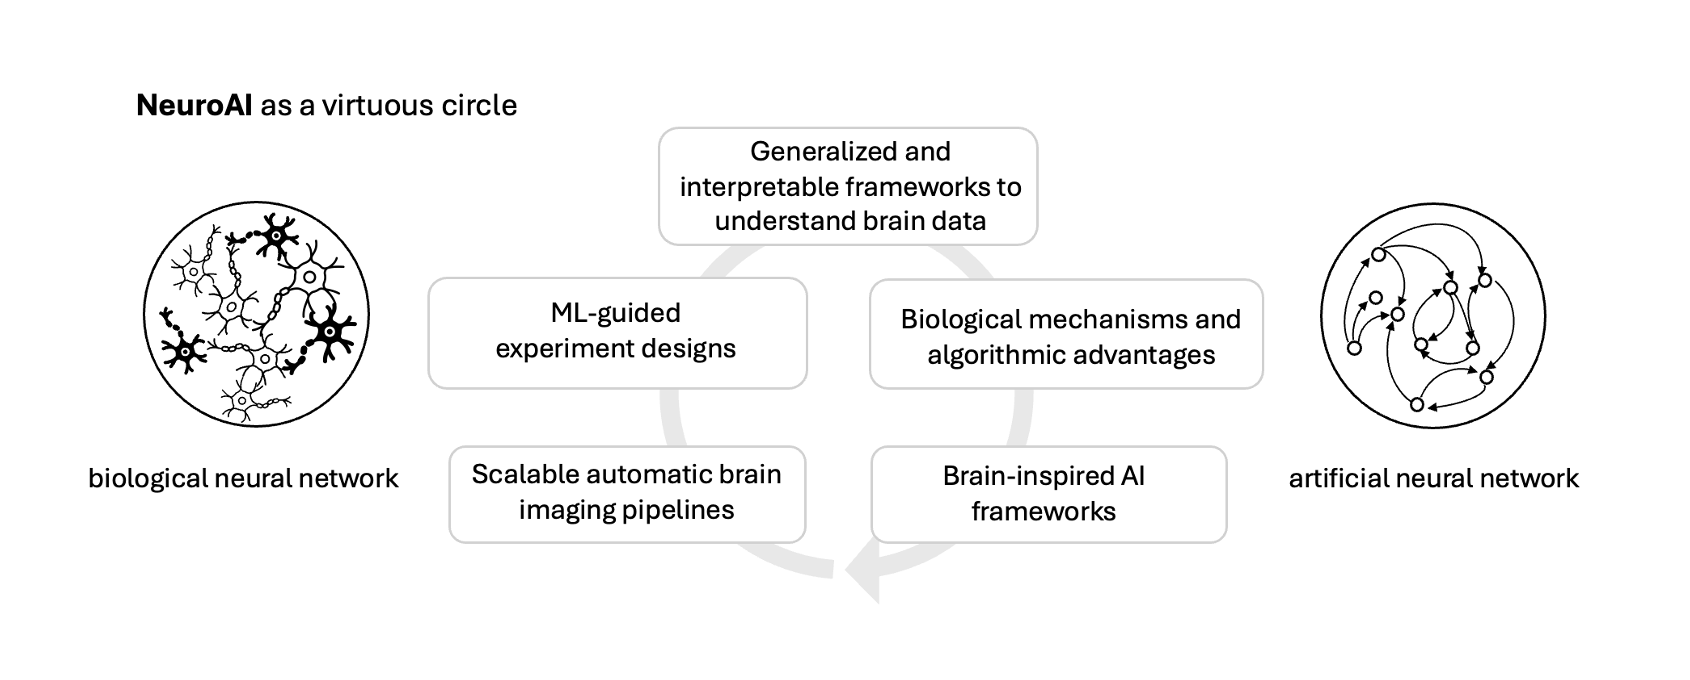 NeuroAI as a virtuous circle
Generalized and
interpretable frameworks to
understand brain data
ML-guided
experiment designs
Biological mechanisms and
algorithmic advantages
Scalable automatic brain
imaging pipelines
Brain-inspired AI
frameworks
biological neural network
artificial neural network